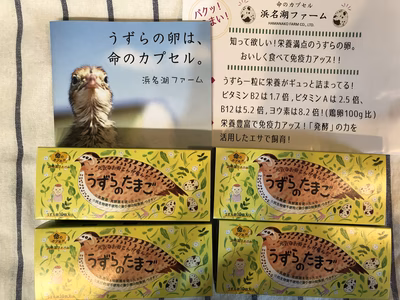 うずらの卵は、
命のカプセル。
浜名湖ファーム
パクッ!
まい!
命のカプセル
浜名湖ファーム
HAMANAKO FARM CO., LTD.
知って欲しい!栄養満点のうずらの卵。
おいしく食べて免疫力アップ!!
うずら一粒に栄養がギュっと詰まってる!
ビタミンB2は1.7倍,ビタミンAは2.5倍、
B12は5.2倍,ヨウ素は8.2倍!(鶏卵100g比)
栄養豊富で免疫力アップ!「発酵」の力を
活用したエサで飼育!
うずらの
たまご
うずらの
たまご
うずらの
たまご
うずらの
たまご